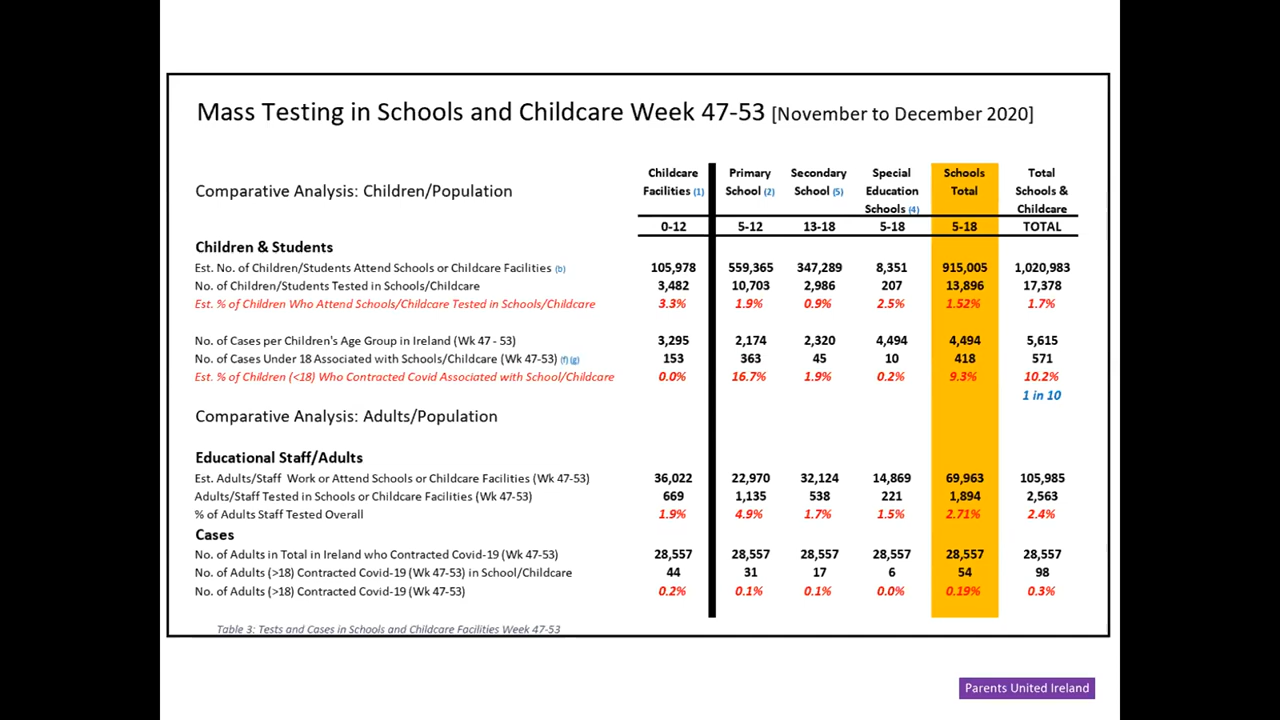 Mass Testing in Schools and Childcare Week 47-53 [November to December 2020]
Comparative Analysis: Children/Population
Childcare Facilities (1) Primary School (2) Secondary School (5) Special Education Schools (4) Schools Total Total Schools & Childcare
0-12 5-12 13-18 5-18 5-18 TOTAL
Children & Students
Est. No. of Children/Students Attend Schools or Childcare Facilities (b) 105,978 559,365 347,289 8,351 915,005 1,020,983
No. of Children/Students Tested in Schools/Childcare 3,482 10,703 2,986 207 13,896 17,378
Est. % of Children Who Attend Schools/Childcare Tested in Schools/Childcare 3.3% 1.9% 0.9% 2.5% 1.52% 1.7%
No. of Cases per Children's Age Group in Ireland (Wk 47 - 53) 3,295 2,174 2,320 4,494 4,494 5,615
No. of Cases Under 18 Associated with Schools/Childcare (Wk 47-53) (f) (g) 153 363 45 10 418 571
Est. % of Children (<18) Who Contracted Covid Associated with School/Childcare 0.0% 16.7% 1.9% 0.2% 9.3% 10.2%
1 in 10
Comparative Analysis: Adults/Population
Educational Staff/Adults
Est. Adults/Staff Work or Attend Schools or Childcare Facilities (Wk 47-53) 36,022 22,970 32,124 14,869 69,963 105,985
Adults/Staff Tested in Schools or Childcare Facilities (Wk 47-53) 669 1,135 538 221 1,894 2,563
% of Adults Staff Tested Overall 1.9% 4.9% 1.7% 1.5% 2.71% 2.4%
Cases
No. of Adults in Total in Ireland who Contracted Covid-19 (Wk 47-53) 28,557 28,557 28,557 28,557 28,557 28,557
No. of Adults (>18) Contracted Covid-19 (Wk 47-53) in School/Childcare 44 31 17 6 54 98
No. of Adults (>18) Contracted Covid-19 (Wk 47-53) 0.2% 0.1% 0.1% 0.0% 0.19% 0.3%
Table 3: Tests and Cases in Schools and Childcare Facilities Week 47-53
Parents United Ireland